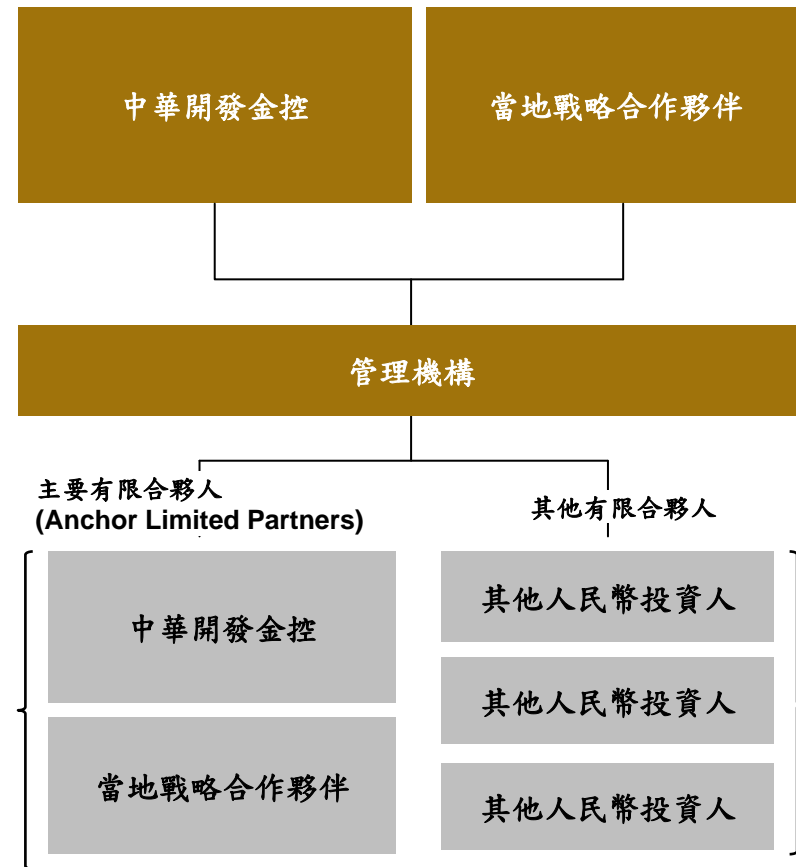 中華開發金控
當地戰略合作夥伴
管理機構
主要有限合夥人
(Anchor Limited Partners)
其他有限合夥人
中華開發金控
當地戰略合作夥伴
其他人民幣投資人
其他人民幣投資人
其他人民幣投資人